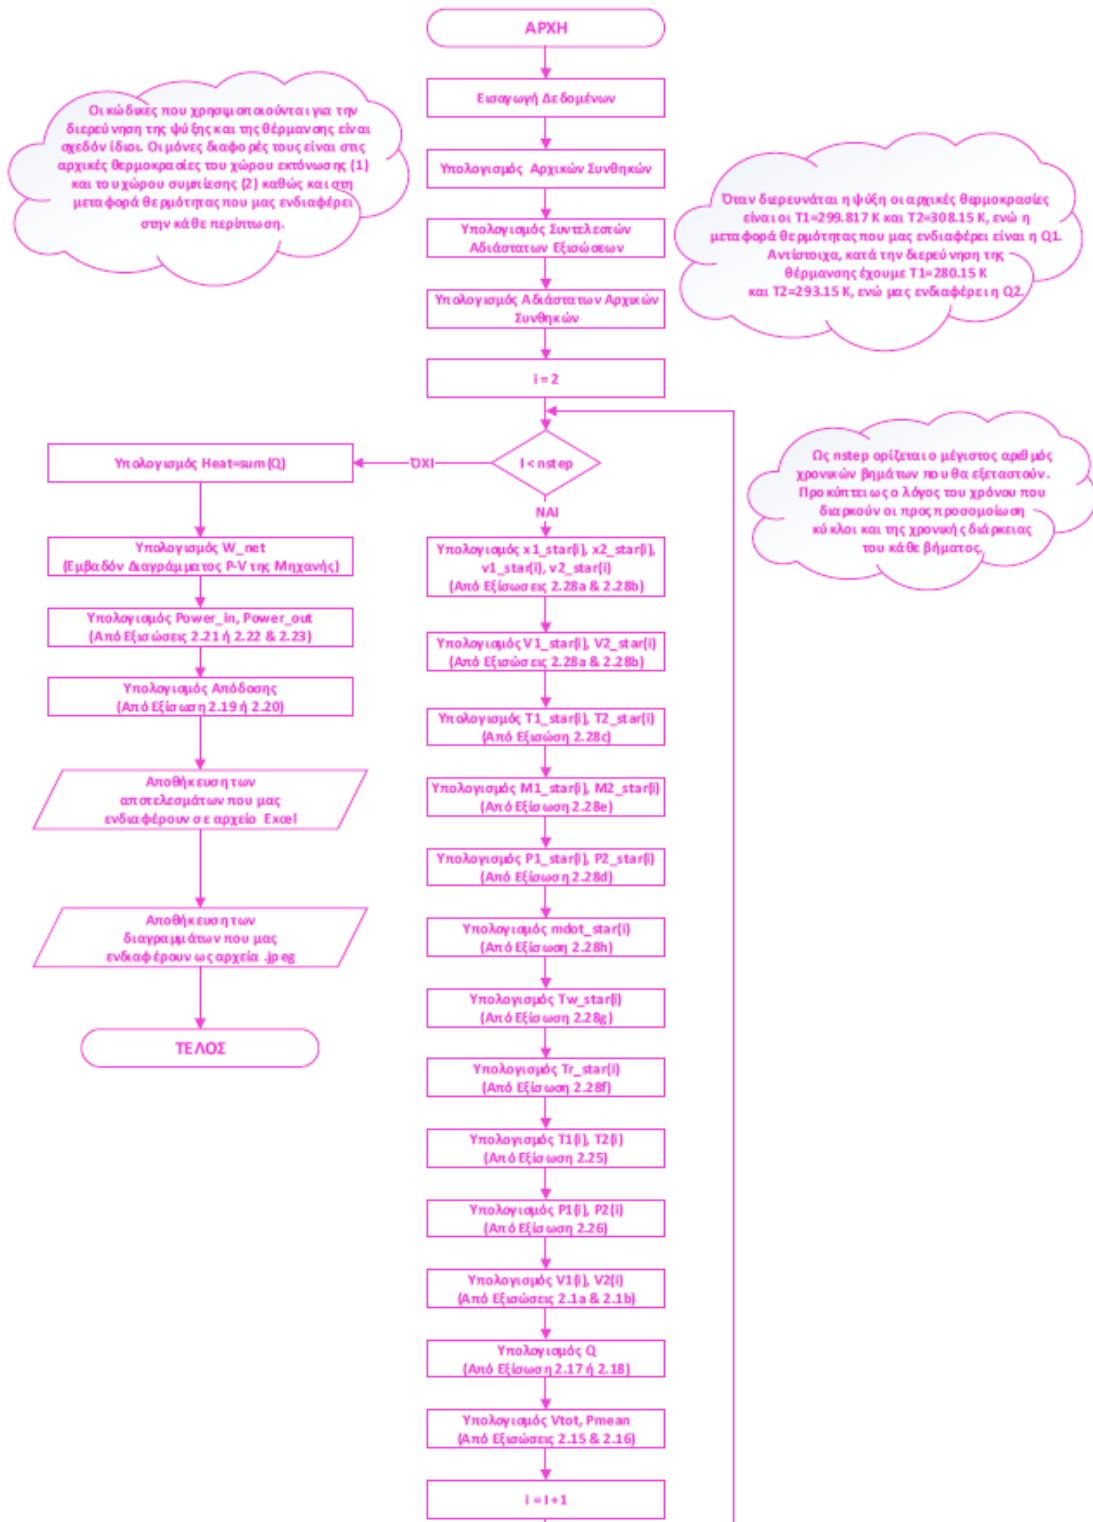 ΑΡΧΗ
Εισαγωγή Δεδομένων
Υπολογισμός Αρχικών Συνθηκών
Υπολογισμός Συντελεστών
Αδιάστατων Εξισώσεων
Υπολογισμός Αδιάστατων Αρχικών
Συνθηκών
i = 2
Οι κώδικες που χρησιμοποιούνται για την
διερεύνηση της ψύξης και της θέρμανσης είναι
σχεδόν ίδιοι. Οι μόνες διαφορές τους είναι στις
αρχικές θερμοκρασίες του χώρου εκτόνωσης (1)
και του χώρου συμπίεσης (2) καθώς και στη
μεταφορά θερμότητας που μας ενδιαφέρει
στην κάθε περίπτωση.
Όταν διερευνάται η ψύξη οι αρχικές θερμοκρασίες
είναι οι T1=299.817 K και T2=308.15 K, ενώ η
μεταφορά θερμότητας που μας ενδιαφέρει είναι η Q1.
Αντίστοιχα, κατά την διερεύνηση της
θέρμανσης έχουμε T1=280.15 K
και T2=293.15 K, ενώ μας ενδιαφέρει η Q2.
I < nstep
ΌΧΙ
ΝΑΙ
Ως nstep ορίζεται ο μέγιστος αριθμός
χρονικών βημάτων που θα εξεταστούν.
Προκύπτει ως ο λόγος του χρόνου που
διαρκούν οι προς προσομοίωση
κύκλοι και της χρονικής διάρκειας
του κάθε βήματος.
Υπολογισμός Heat=sum(Q)
Υπολογισμός W_net
(Εμβαδόν Διαγράμματος P-V της Μηχανής)
Υπολογισμός Power_in, Power_out
(Από Εξισώσεις 2.21 ή 2.22 & 2.23)
Υπολογισμός Απόδοσης
(Από Εξίσωση 2.19 ή 2.20)
Αποθήκευση των
αποτελεσμάτων που μας
ενδιαφέρουν σε αρχείο Excel
Αποθήκευση των
διαγραμμάτων που μας
ενδιαφέρουν ως αρχεία .jpeg
ΤΕΛΟΣ
Υπολογισμός x1_star(i), x2_star(i),
v1_star(i), v2_star(i)
(Από Εξίσωσεις 2.28a & 2.28b)
Υπολογισμός V1_star(i), V2_star(i)
(Από Εξισώσεις 2.28a & 2.28b)
Υπολογισμός T1_star(i), T2_star(i)
(Από Εξισώση 2.28c)
Υπολογισμός M1_star(i), M2_star(i)
(Από Εξίσωση 2.28e)
Υπολογισμός P1_star(i), P2_star(i)
(Από Εξίσωση 2.28d)
Υπολογισμός mdot_star(i)
(Από Εξίσωση 2.28h)
Υπολογισμός Tw_star(i)
(Από Εξίσωση 2.28g)
Υπολογισμός Tr_star(i)
(Από Εξίσωση 2.28f)
Υπολογισμός T1(i), T2(i)
(Από Εξίσωση 2.25)
Υπολογισμός P1(i), P2(i)
(Από Εξίσωση 2.26)
Υπολογισμός V1(i), V2(i)
(Από Εξισώσεις 2.1a & 2.1b)
Υπολογισμός Q
(Από Εξίσωση 2.17 ή 2.18)
Υπολογισμός Vtot, Pmean
(Από Εξισώσεις 2.15 & 2.16)
i = I + 1